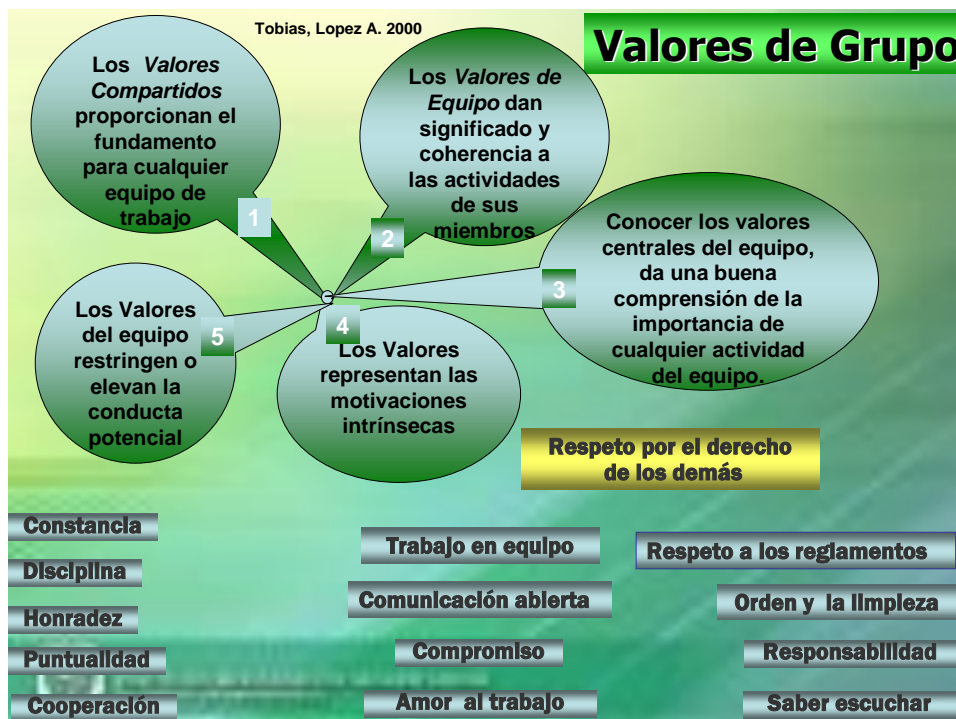 Tobias, Lopez A. 2000
Valores de Grupo
Los Valores
Compartidos
proporcionan el
fundamento
para cualquier
equipo de
trabajo
1
Los Valores de
Equipo dan
significado y
coherencia a
las actividades
de sus
miembros
2
Conocer los valores
centrales del equipo,
da una buena
comprensión de la
importancia de
cualquier actividad
del equipo.
3
4
Los Valores
representan las
motivaciones
intrínsecas
5
Los Valores
del equipo
restringen o
elevan la
conducta
potencial
Respeto por el derecho
de los demás
Constancia
Disciplina
Honradez
Puntualidad
Cooperación
Trabajo en equipo
Comunicación abierta
Compromiso
Amor al trabajo
Respeto a los reglamentos
Orden y la limpieza
Responsabilidad
Saber escuchar